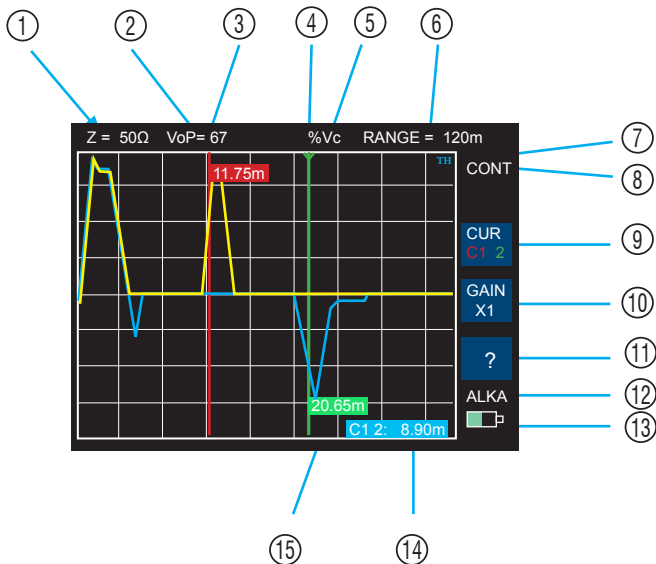 ① ② ③ ④ ⑤ ⑥
Z = 50Ω VoP= 67 %Vc RANGE = 120m
⑦
11.75m TH CONT
⑧
CUR
C1 2
⑨
GAIN
X1
⑩
?
⑪
ALKA
⑫
20.65m
⑬
C1 2: 8.90m
⑮ ⑭